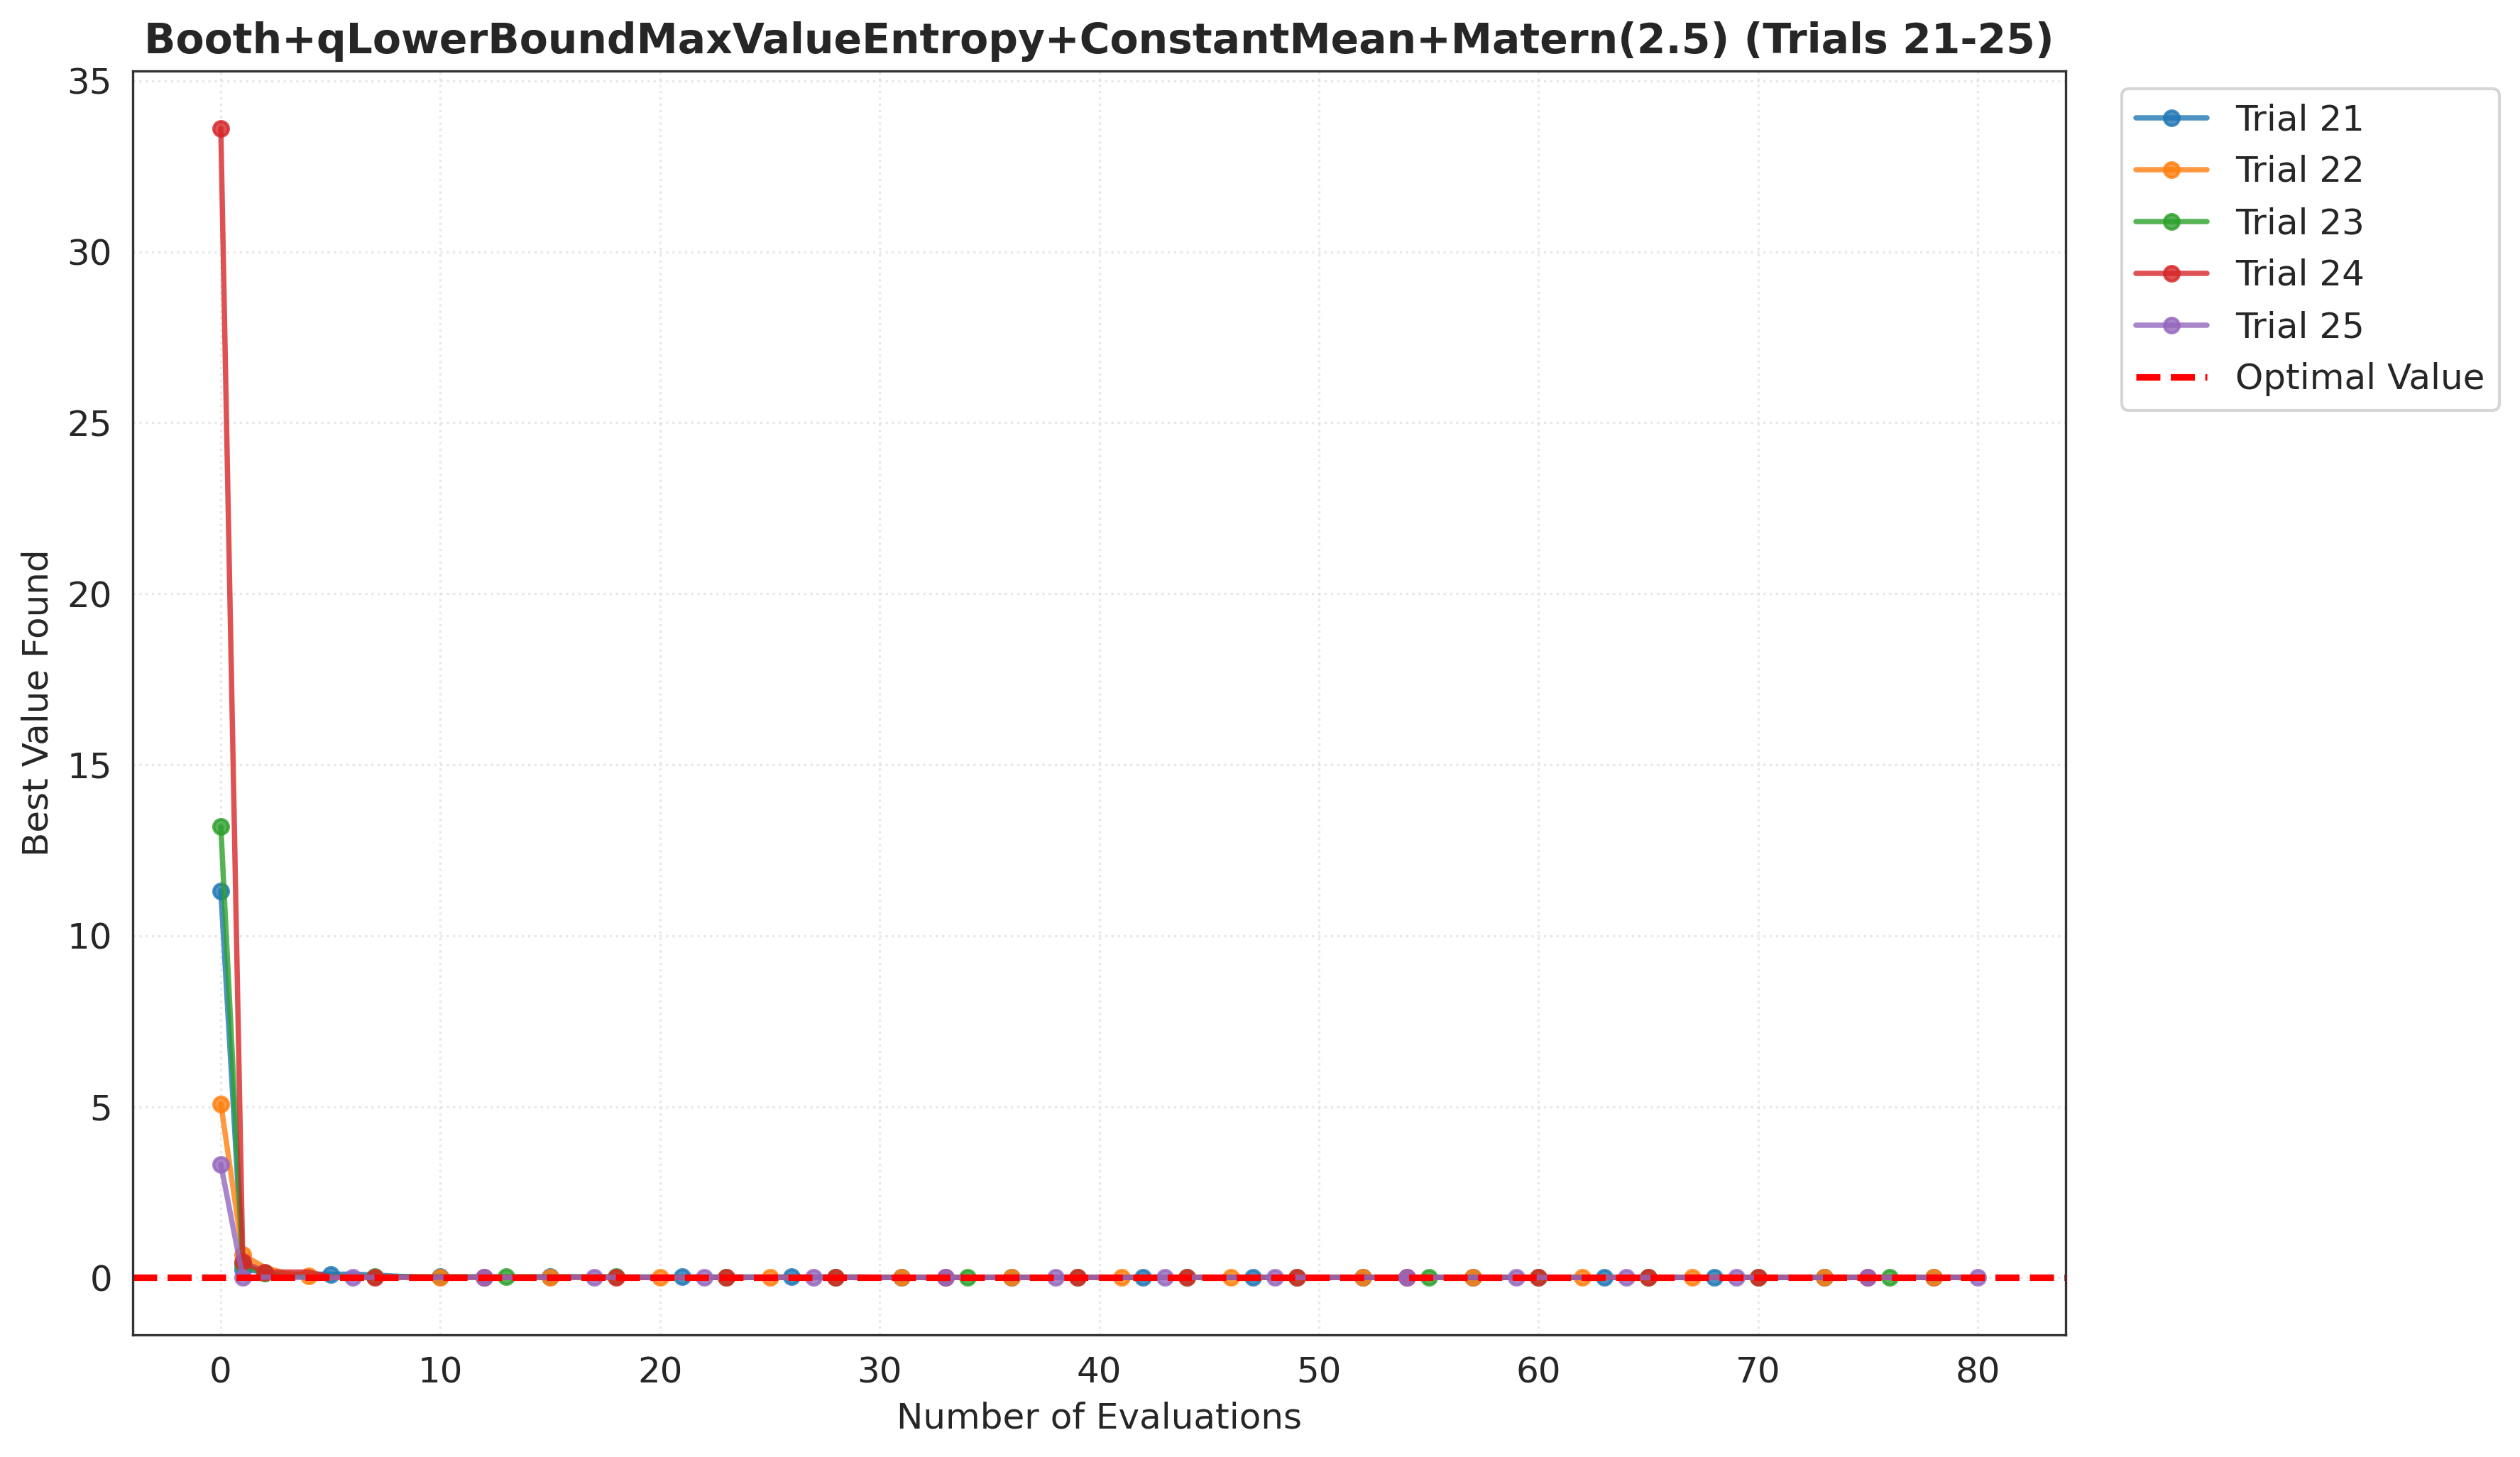 Booth+qLowerBoundMaxValueEntropy+ConstantMean+Matern(2.5) (Trials 21-25)
35
30
25
20
15
10
5
0
Best Value Found
0 10 20 30 40 50 60 70 80
Number of Evaluations
Trial 21
Trial 22
Trial 23
Trial 24
Trial 25
Optimal Value